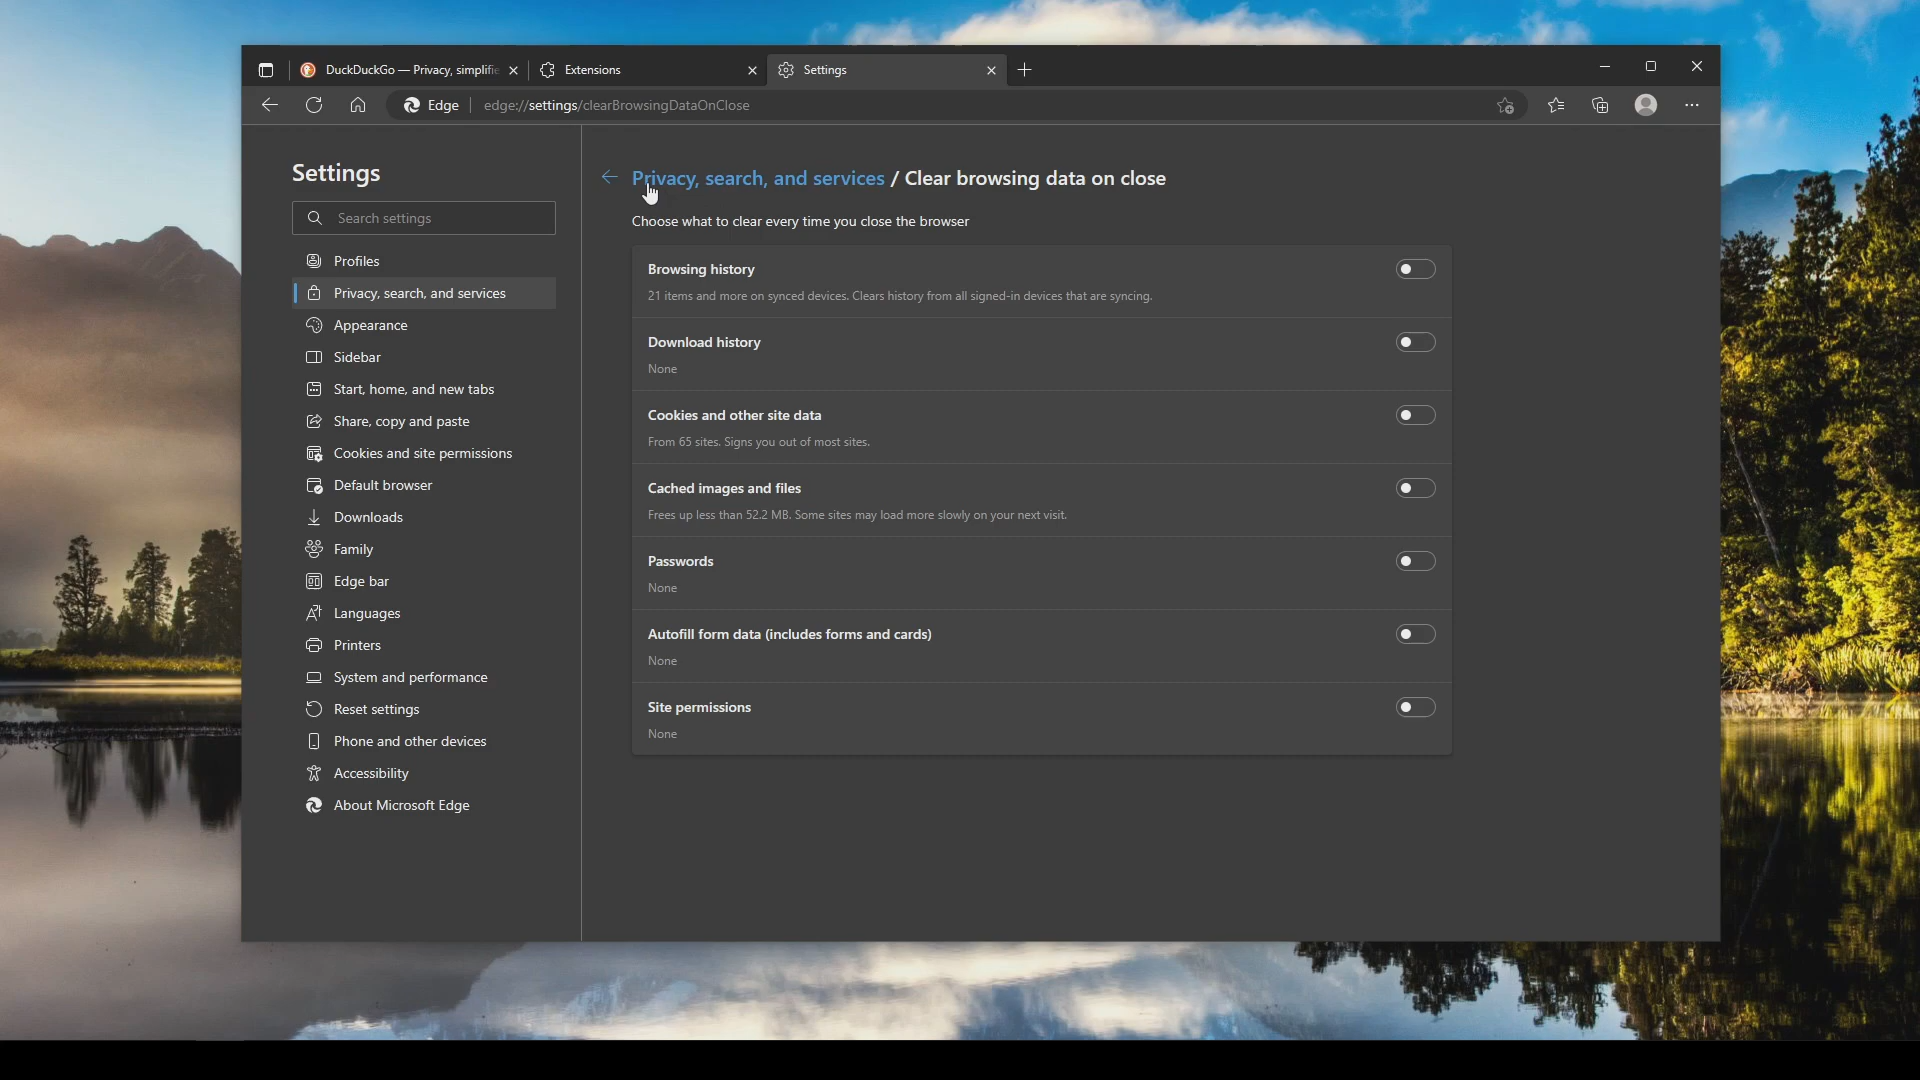 DuckDuckGo — Privacy, simplifie
Extensions
Settings
Edge
edge://settings/clearBrowsingDataOnClose
Settings
Search settings
Profiles
Privacy, search, and services
Appearance
Sidebar
Start, home, and new tabs
Share, copy and paste
Cookies and site permissions
Default browser
Downloads
Family
Edge bar
Languages
Printers
System and performance
Reset settings
Phone and other devices
Accessibility
About Microsoft Edge
Privacy, search, and services / Clear browsing data on close
Choose what to clear every time you close the browser
Browsing history
21 items and more on synced devices. Clears history from all signed-in devices that are syncing.
Download history
None
Cookies and other site data
From 65 sites. Signs you out of most sites.
Cached images and files
Frees up less than 52.2 MB. Some sites may load more slowly on your next visit.
Passwords
None
Autofill form data (includes forms and cards)
None
Site permissions
None